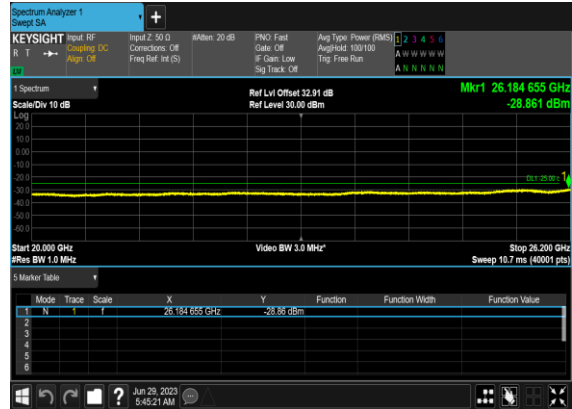 Spectrum Analyzer 1
Swept SA
KEYSIGHT Input: RF Input Z: 50 Ω #Atten: 20 dB PNO: Fast Avg Type: Power (RMS) 1 2 3 4 5 6
R T Coupling: DC Corrections: Off Gate: Off Avg|Hold: 100/100 A W W W W W
Align: Off Freq Ref: Int (S) IF Gain: Low Trig: Free Run
Sig Track: Off A N N N N N
1 Spectrum Ref Lvl Offset 32.91 dB Mkr1 26.184 655 GHz
Scale/Div 10 dB Ref Level 30.00 dBm -28.861 dBm
Log
20.0
10.0
0.00
-10.0
-20.0
-30.0
-40.0
-50.0
-60.0
1
Start 20.000 GHz Video BW 3.0 MHz* Stop 26.200 GHz
#Res BW 1.0 MHz Sweep 10.7 ms (40001 pts)
5 Marker Table
Mode Trace Scale X Y Function Function Width Function Value
1 N 1 f 26.184 655 GHz -28.86 dBm
2
3
4
5
6
? Jun 29, 2023
5:45:21 AM